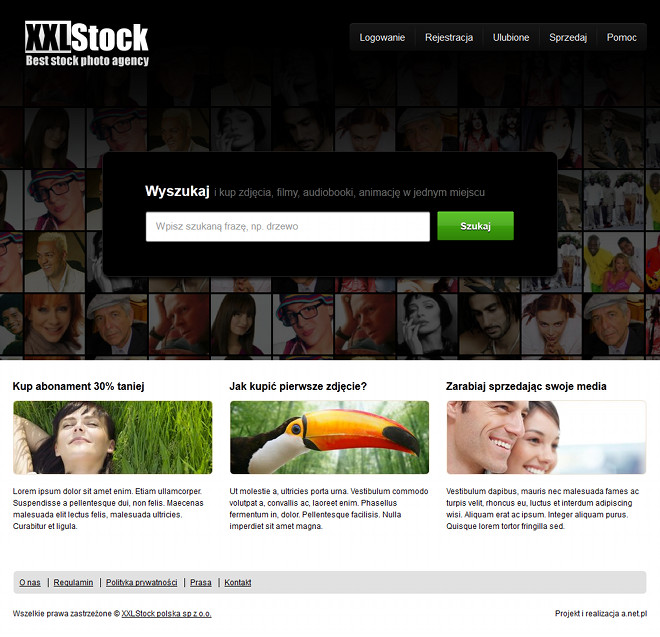 XXLStock
Best stock photo agency
Logowanie Rejestracja Ulubione Sprzedaj Pomoc
Wyszukaj i kup zdjęcia, filmy, audiobooki, animację w jednym miejscu
Wpisz szukaną frazę, np. drzewo Szukaj
Kup abonament 30% taniej
Lorem ipsum dolor sit amet enim. Etiam ullamcorper.
Suspendisse a pellentesque dui, non felis. Maecenas
malesuada elit lectus felis, malesuada ultricies.
Curabitur et ligula.
Jak kupić pierwsze zdjęcie?
Ut molestie a, ultricies porta urna. Vestibulum commodo
volutpat a, convallis ac, laoreet enim. Phasellus
fermentum in, dolor. Pellentesque facilisis. Nulla
imperdiet sit amet magna.
Zarabiaj sprzedając swoje media
Vestibulum dapibus, mauris nec malesuada fames ac
turpis velit, rhoncus eu, luctus et interdum adipiscing
wisi. Aliquam erat ac ipsum. Integer aliquam purus.
Quisque lorem tortor fringilla sed.
O nas | Regulamin | Polityka prywatności | Prasa | Kontakt
Wszelkie prawa zastrzeżone © XXLStock polska sp z o.o. Projekt i realizacja a.net.pl